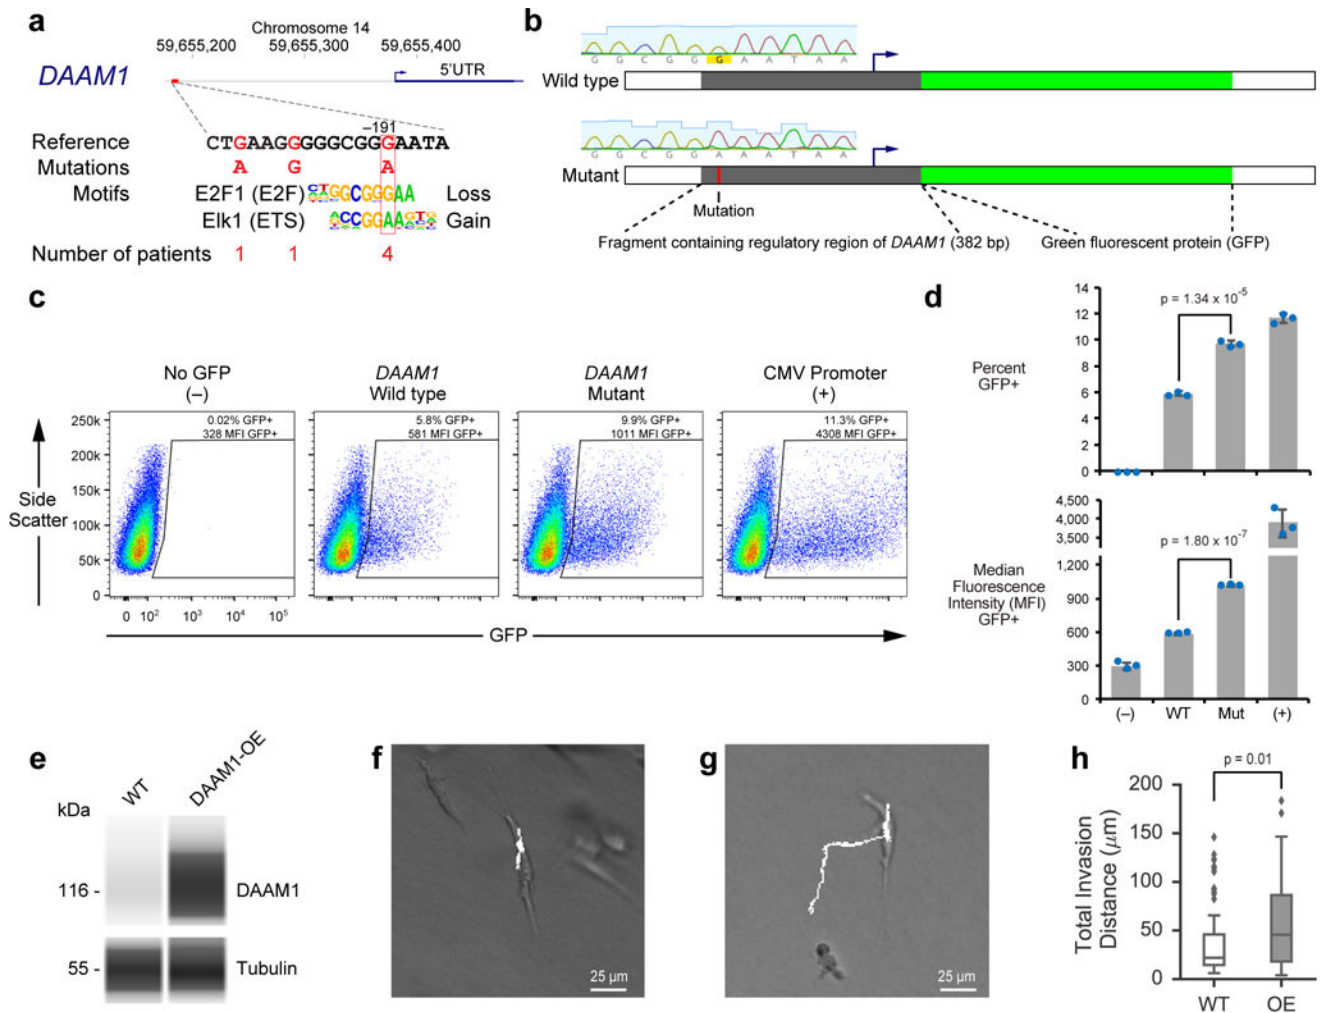 a
Chromosome 14
59,655,200 59,655,300 59,655,400
DAAM1
5'UTR
–191
Reference CTGAAGGGGGCGGGAATA
Mutations A G A
Motifs E2F1 (E2F) GGCGGGAA Loss
Elk1 (ETS) ACCGGAAGTG Gain
Number of patients 1 1 4
b
G G C G G G A A T A A
Wild type
G G C G G A A A T A A
Mutant
Mutation
Fragment containing regulatory region of DAAM1 (382 bp)
Green fluorescent protein (GFP)
c
No GFP
(–)
DAAM1
Wild type
DAAM1
Mutant
CMV Promoter
(+)
0.02% GFP+
328 MFI GFP+
5.8% GFP+
581 MFI GFP+
9.9% GFP+
1011 MFI GFP+
11.3% GFP+
4308 MFI GFP+
Side
Scatter
250k
200k
150k
100k
50k
0
0 10² 10³ 10⁴ 10⁵
GFP
d
Percent
GFP+
14
12
10
8
6
4
2
0
p = 1.34 x 10⁻⁵
Median
Fluorescence
Intensity (MFI)
GFP+
4,500
4,000
3,500
1,200
900
600
300
0
p = 1.80 x 10⁻⁷
(–) WT Mut (+)
e
WT DAAM1-OE
kDa
116 -
DAAM1
55 -
Tubulin
f
25 µm
g
25 µm
h
p = 0.01
Total Invasion
Distance (µm)
200
150
100
50
0
WT OE